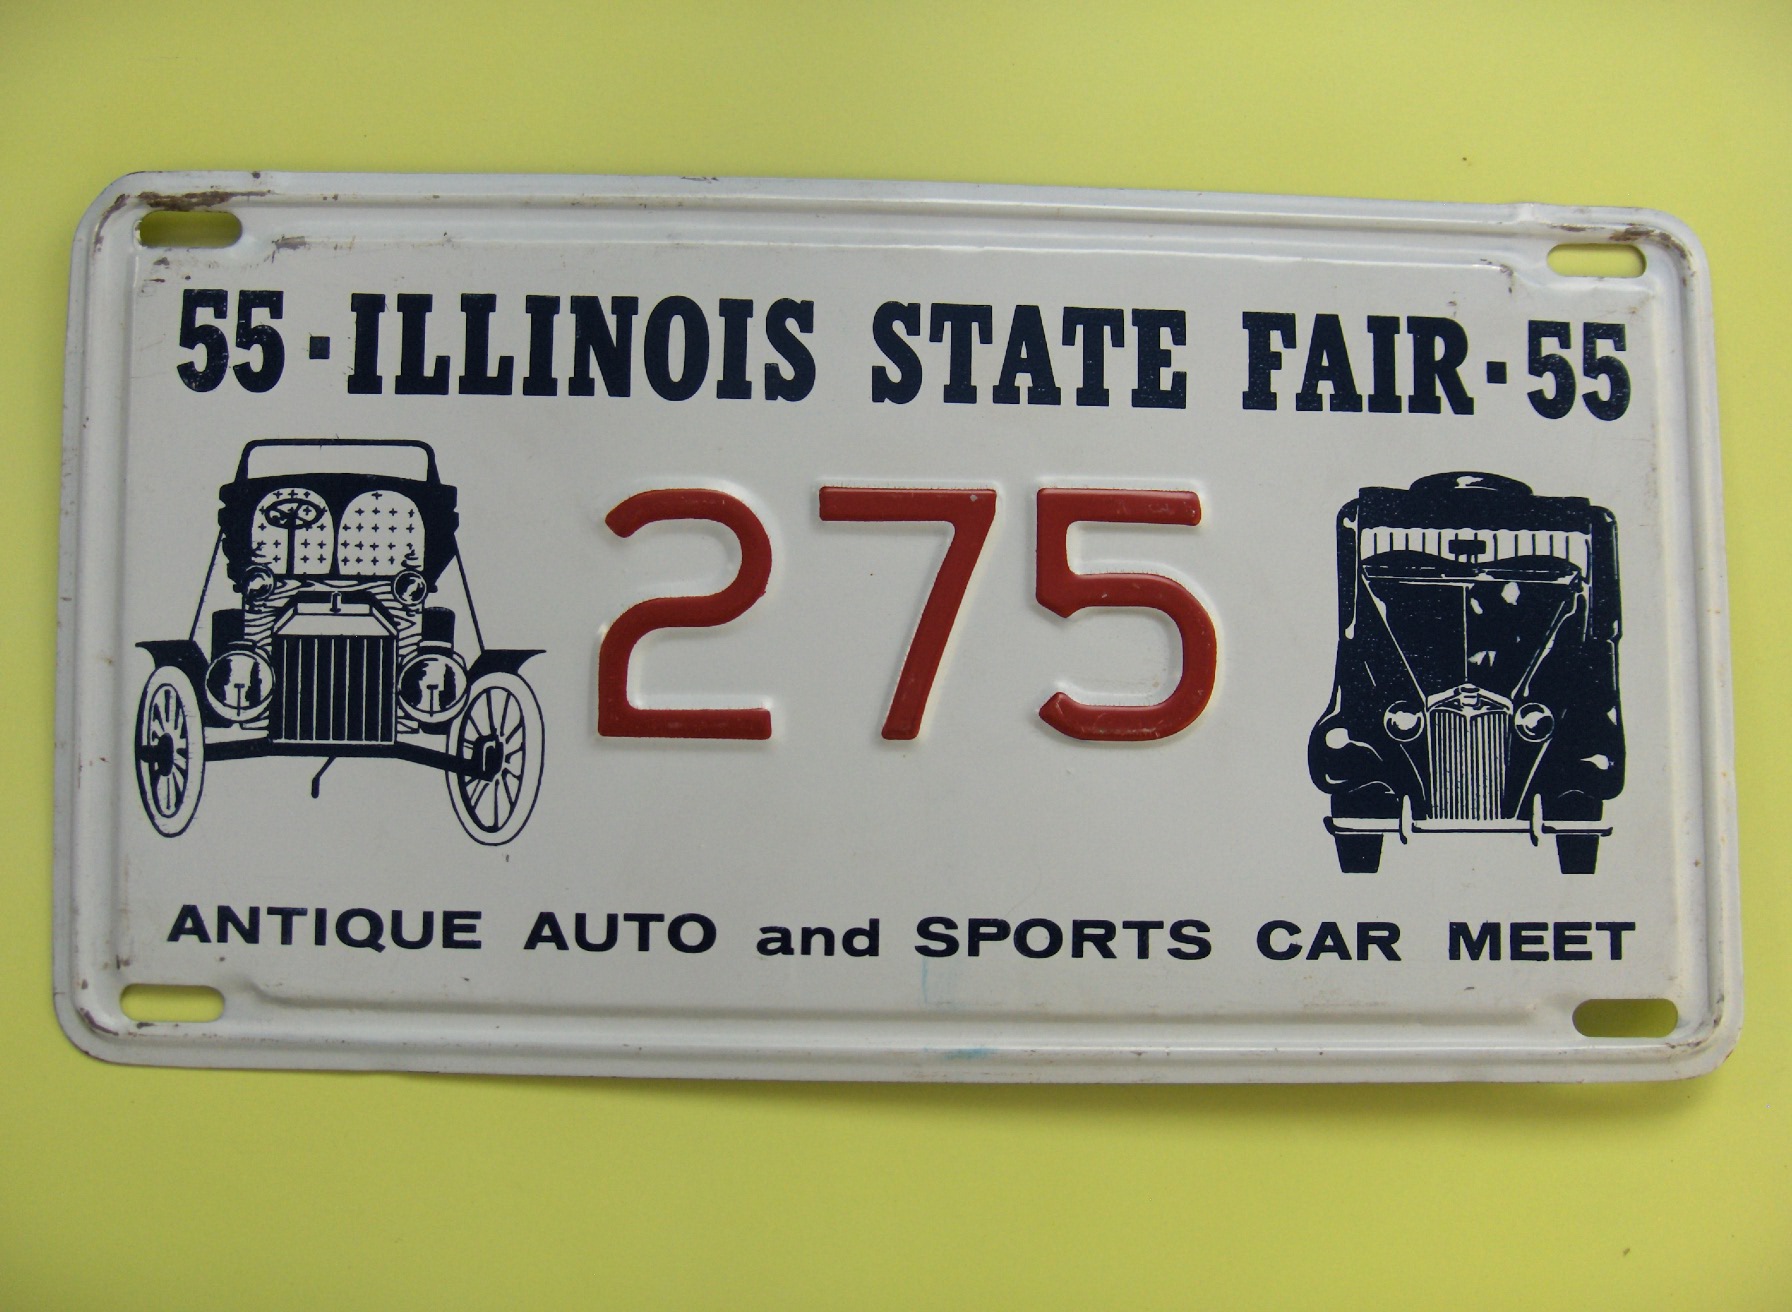 55 · ILLINOIS STATE FAIR · 55
275
ANTIQUE AUTO and SPORTS CAR MEET